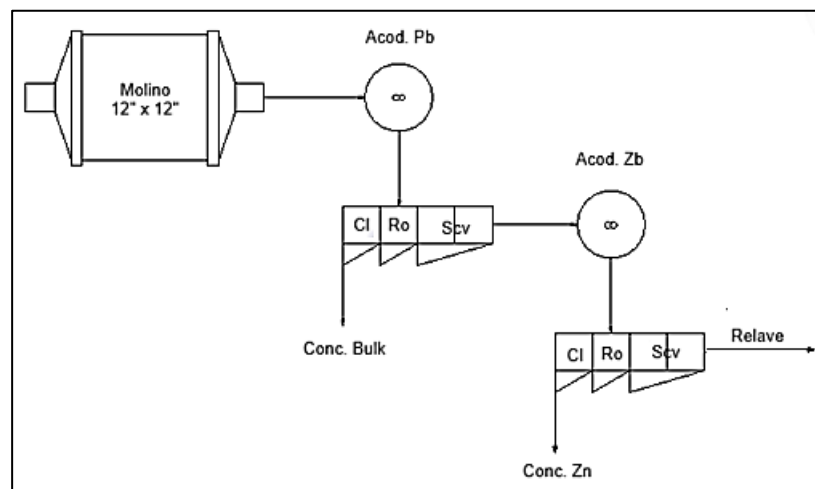 Acod. Pb
Molino
12" x 12"
∞
Acod. Zb
Cl Ro Scv
∞
Conc. Bulk
Relave
Cl Ro Scv
Conc. Zn